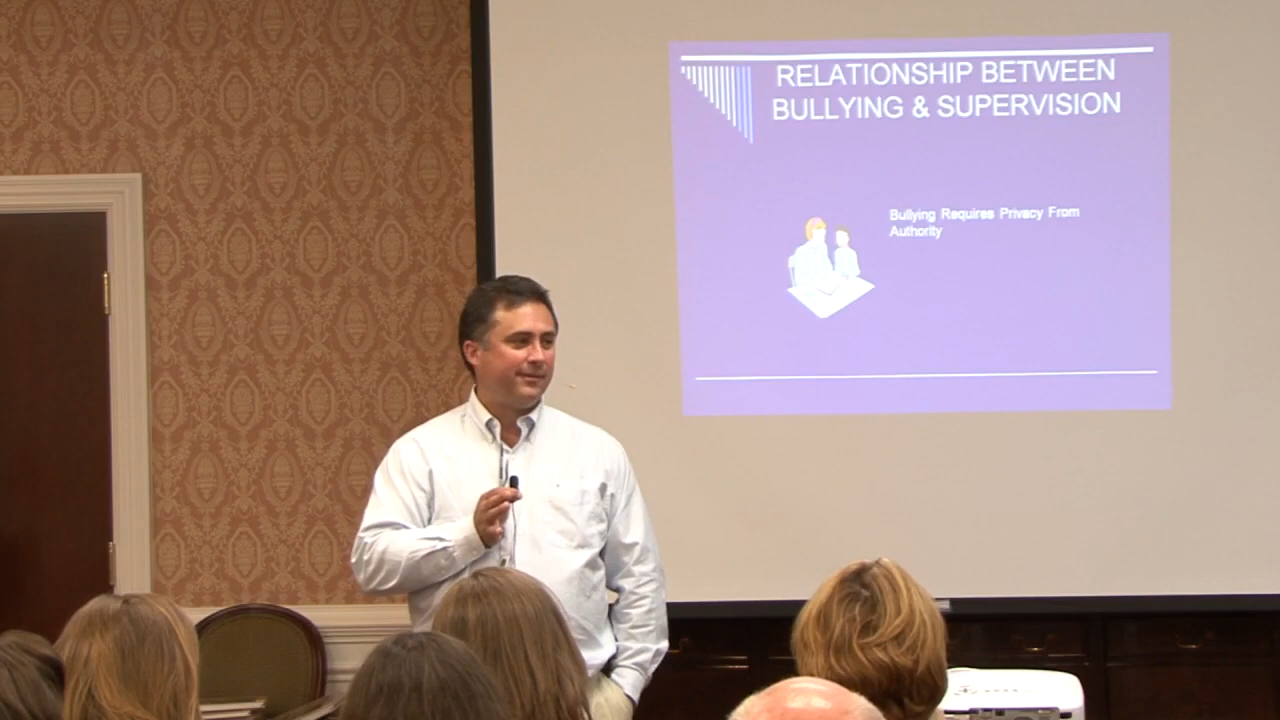 RELATIONSHIP BETWEEN
BULLYING & SUPERVISION
Bullying Requires Privacy From
Authority